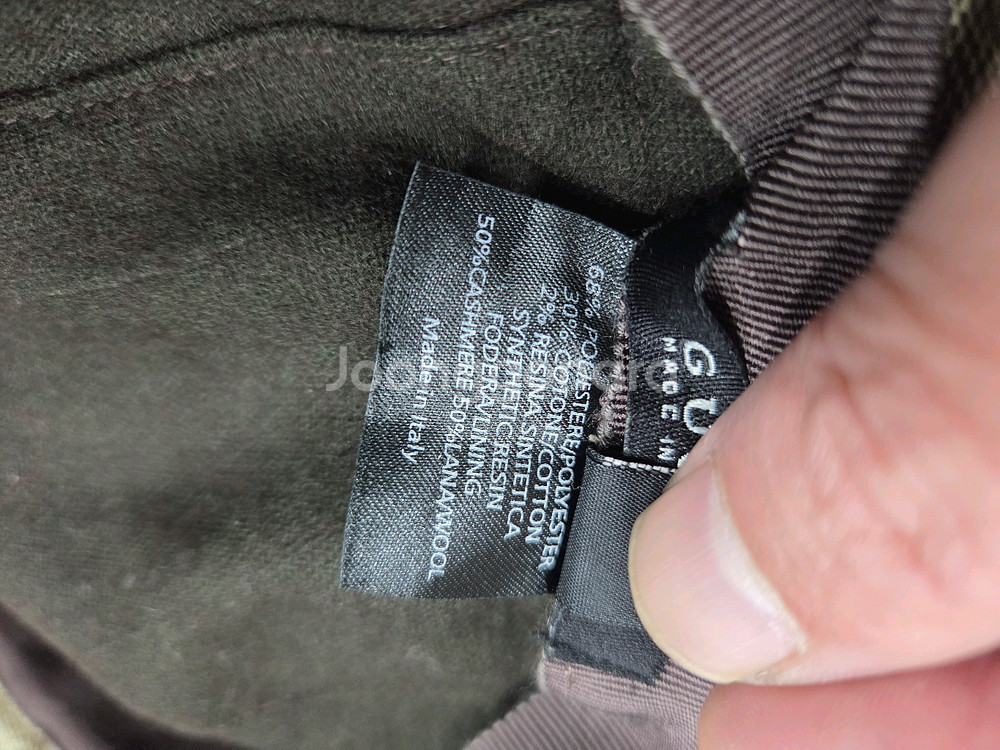 68% POLIESTERE/POLYESTER
30% COTONE/COTTON
2% RESINA SINTETICA
SYNTHETIC RESIN
FODERA/LINING
50%CASHMERE 50%LANA/WOOL
Made in Italy
GU
MADE IN